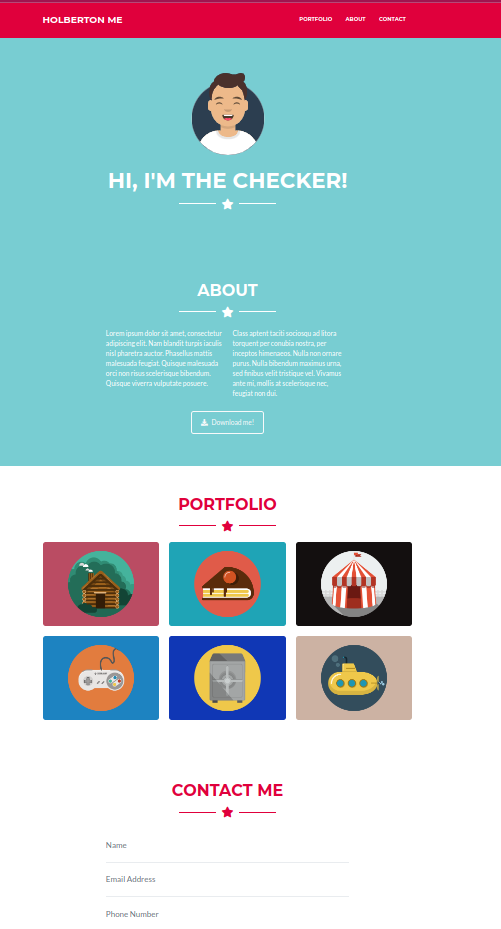 HOLBERTON ME
PORTFOLIO ABOUT CONTACT
HI, I'M THE CHECKER!
ABOUT
Lorem ipsum dolor sit amet, consectetur
adipiscing elit. Nam blandit turpis iaculis
nisl pharetra auctor. Phasellus mattis
malesuada feugiat. Quisque malesuada
orci non risus scelerisque bibendum.
Quisque viverra vulputate posuere.
Class aptent taciti sociosqu ad litora
torquent per conubia nostra, per
inceptos himenaeos. Nulla non ornare
purus. Nulla bibendum maximus urna,
sed finibus velit tristique vel. Vivamus
ante mi, mollis at scelerisque nec,
feugiat non dui.
Download me!
PORTFOLIO
CONTACT ME
Name
Email Address
Phone Number